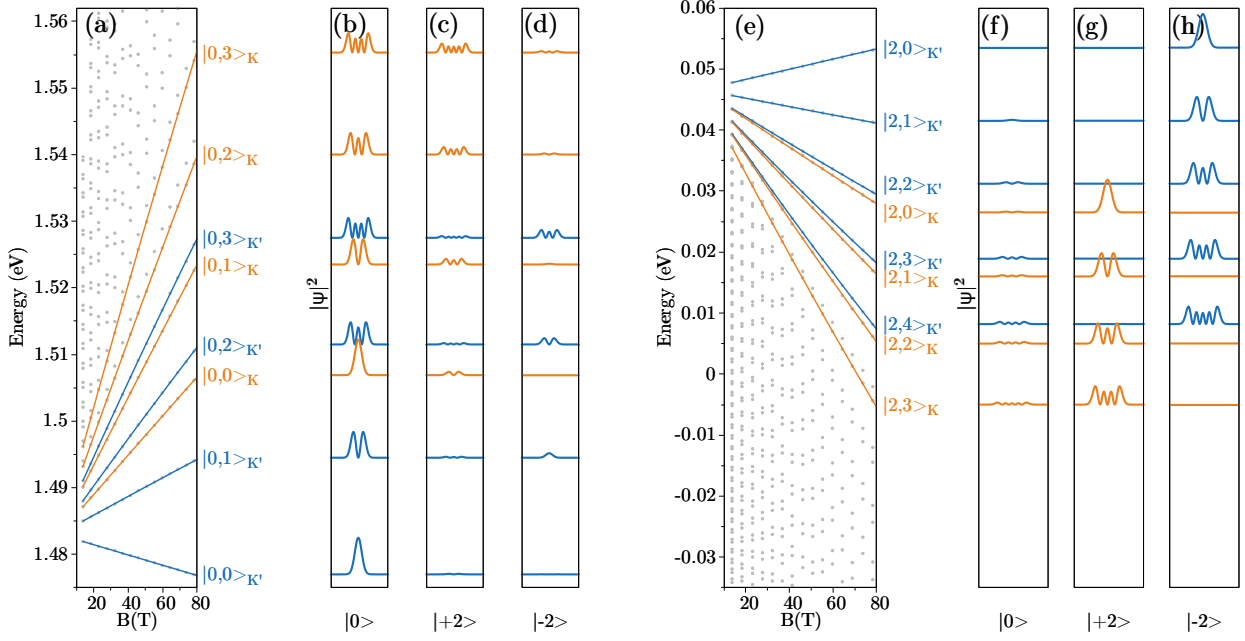 (a)
Energy (eV)
1.56
1.55
1.54
1.53
1.52
1.51
1.5
1.49
1.48
20 40 60 80
B(T)
|0,3>K
|0,2>K
|0,3>K'
|0,1>K
|0,2>K'
|0,0>K
|0,1>K'
|0,0>K'
|ψ|²
(b)
|0>
(c)
|+2>
(d)
|-2>
(e)
Energy (eV)
0.06
0.05
0.04
0.03
0.02
0.01
0
-0.01
-0.02
-0.03
20 40 60 80
B(T)
|2,0>K'
|2,1>K'
|2,2>K'
|2,0>K
|2,3>K'
|2,1>K
|2,4>K'
|2,2>K
|2,3>K
|ψ|²
(f)
|0>
(g)
|+2>
(h)
|-2>